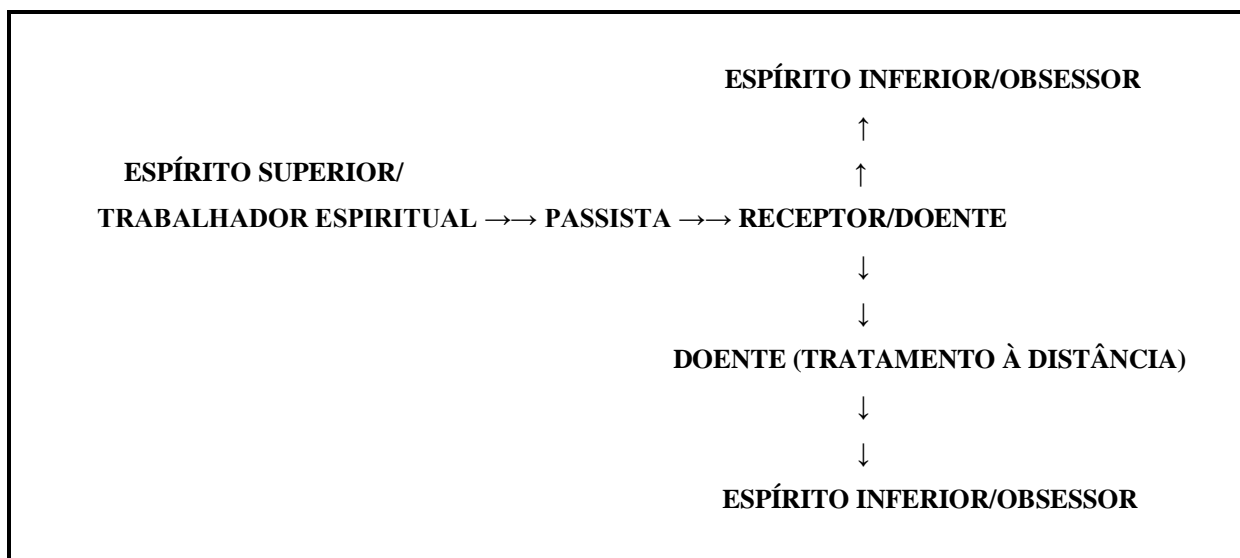 ESPÍRITO INFERIOR/OBSESSOR
↑
ESPÍRITO SUPERIOR/ ↑
TRABALHADOR ESPIRITUAL →→ PASSISTA →→ RECEPTOR/DOENTE
↓
↓
DOENTE (TRATAMENTO À DISTÂNCIA)
↓
↓
ESPÍRITO INFERIOR/OBSESSOR